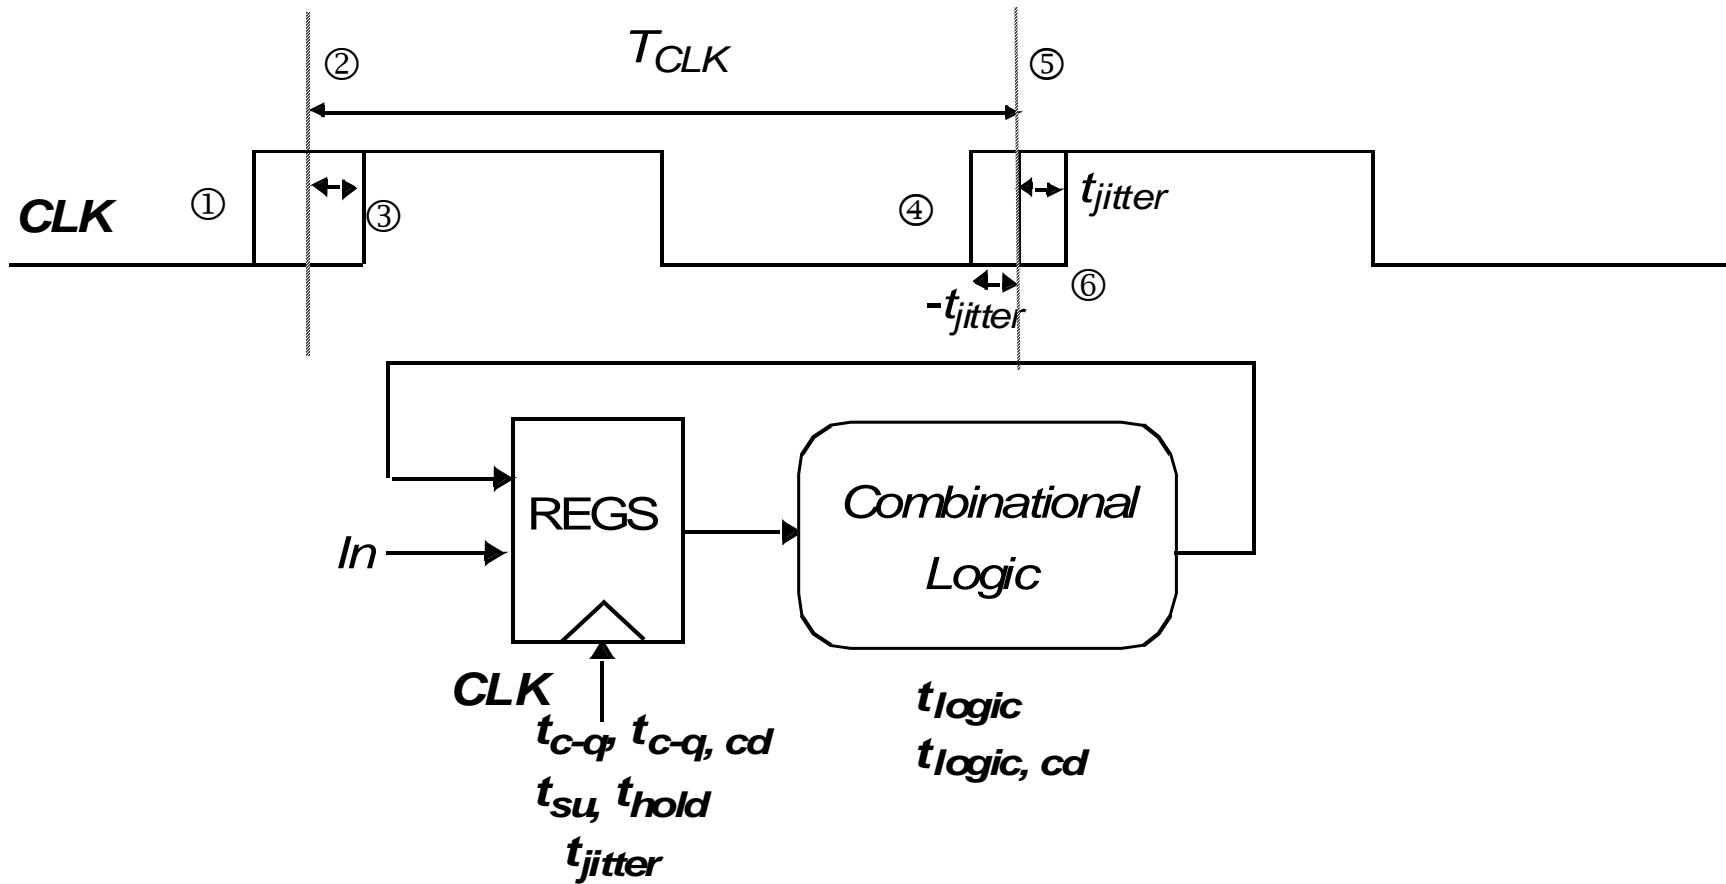 ② T_CLK ⑤
CLK ① ③ ④ t_jitter
⑥
-t_jitter
REGS
In
Combinational
Logic
CLK
t_c-q, t_c-q, cd
t_su, t_hold
t_jitter
t_logic
t_logic, cd